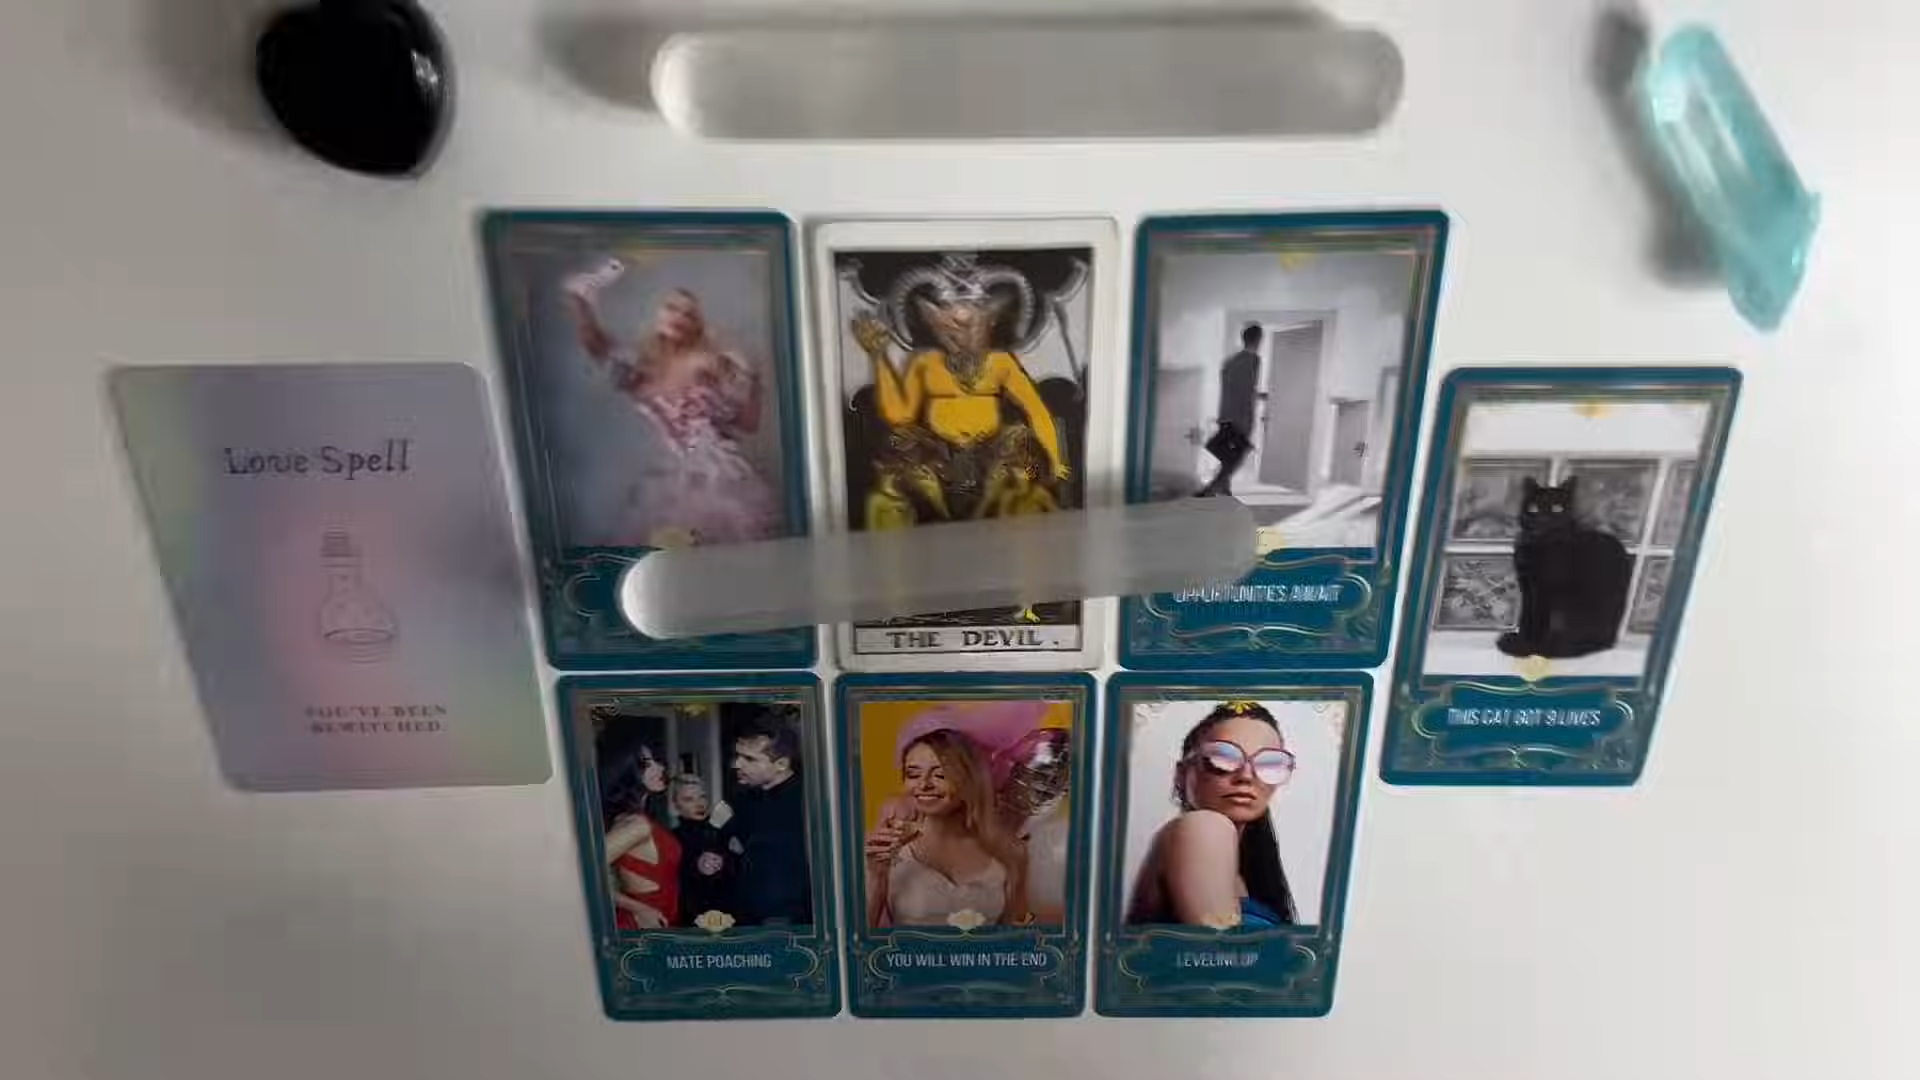 Love Spell
YOU'VE BEEN
BEWITCHED
THE DEVIL.
OPPORTUNITIES AWAIT
THIS CAT GOT 9 LIVES
MATE POACHING
YOU WILL WIN IN THE END
LEVELING UP